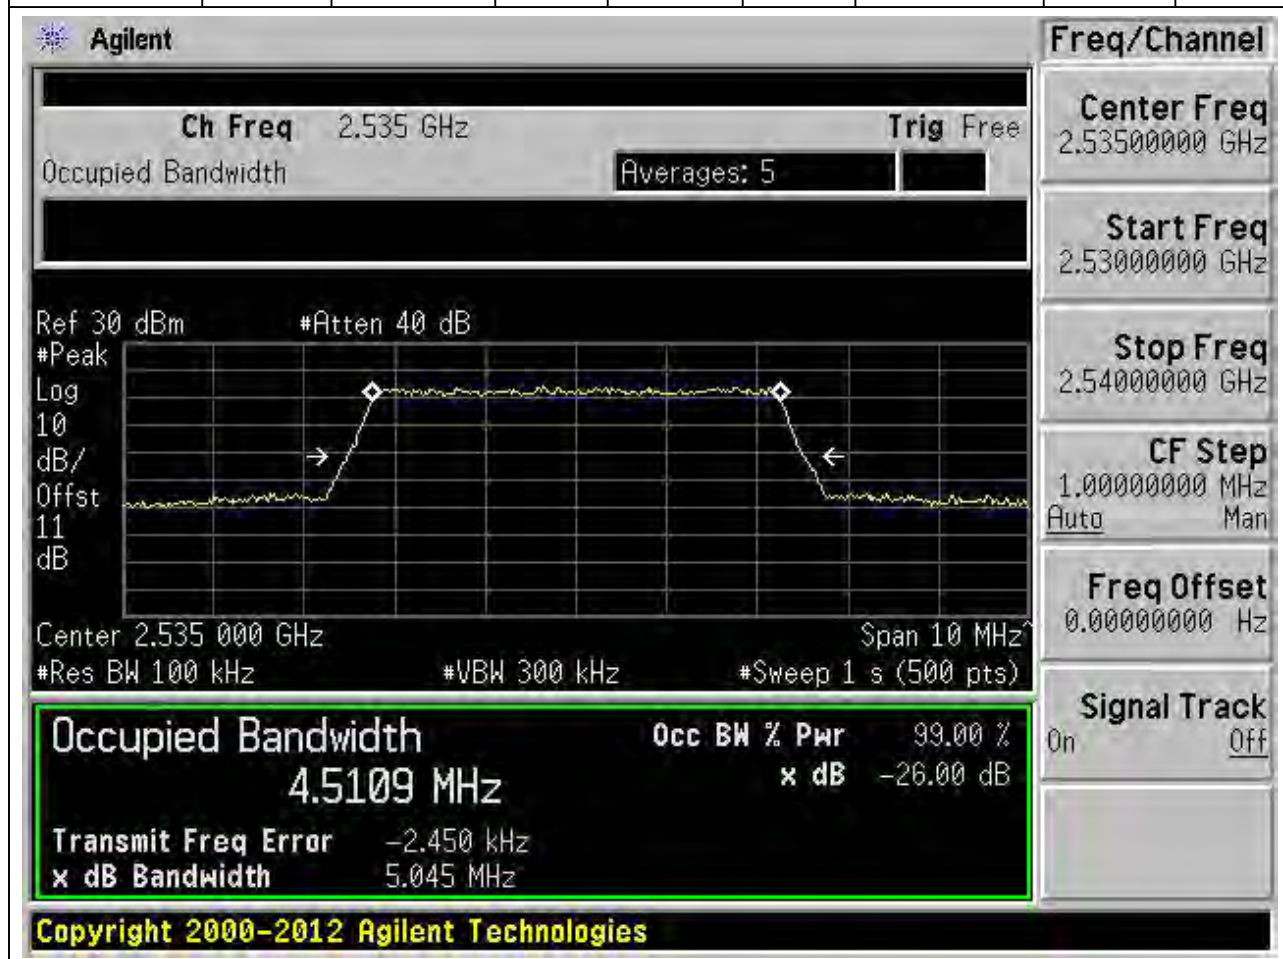 Agilent
Ch Freq 2.535 GHz Trig Free
Occupied Bandwidth Averages: 5
Ref 30 dBm #Atten 40 dB
#Peak
Log
10
dB/
Offst
11
dB
Center 2.535 000 GHz Span 10 MHz^
#Res BW 100 kHz #VBW 300 kHz #Sweep 1 s (500 pts)
Occupied Bandwidth Occ BW % Pwr 99.00 %
4.5109 MHz x dB -26.00 dB
Transmit Freq Error -2.450 kHz
x dB Bandwidth 5.045 MHz
Copyright 2000-2012 Agilent Technologies
Freq/Channel
Center Freq
2.53500000 GHz
Start Freq
2.53000000 GHz
Stop Freq
2.54000000 GHz
CF Step
1.00000000 MHz
Auto Man
Freq Offset
0.00000000 Hz
Signal Track
On Off